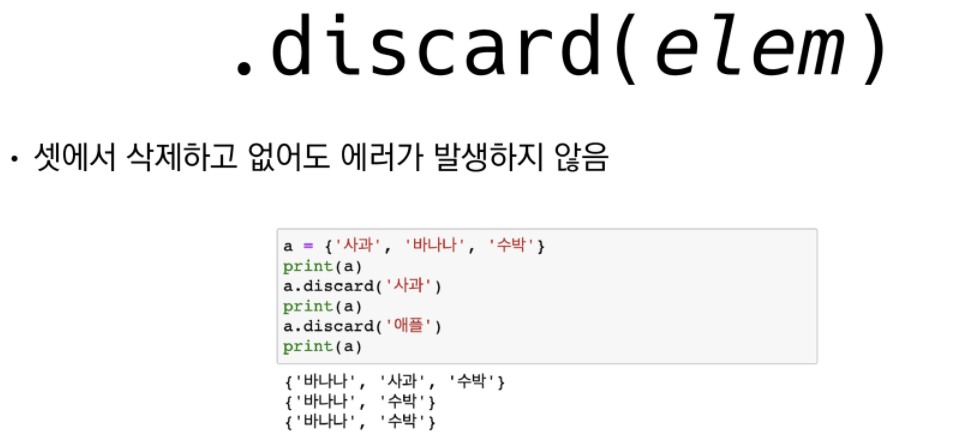 .discard(elem)
• 셋에서 삭제하고 없어도 에러가 발생하지 않음
a = {'사과', '바나나', '수박'}
print(a)
a.discard('사과')
print(a)
a.discard('애플')
print(a)
{'바나나', '사과', '수박'}
{'바나나', '수박'}
{'바나나', '수박'}